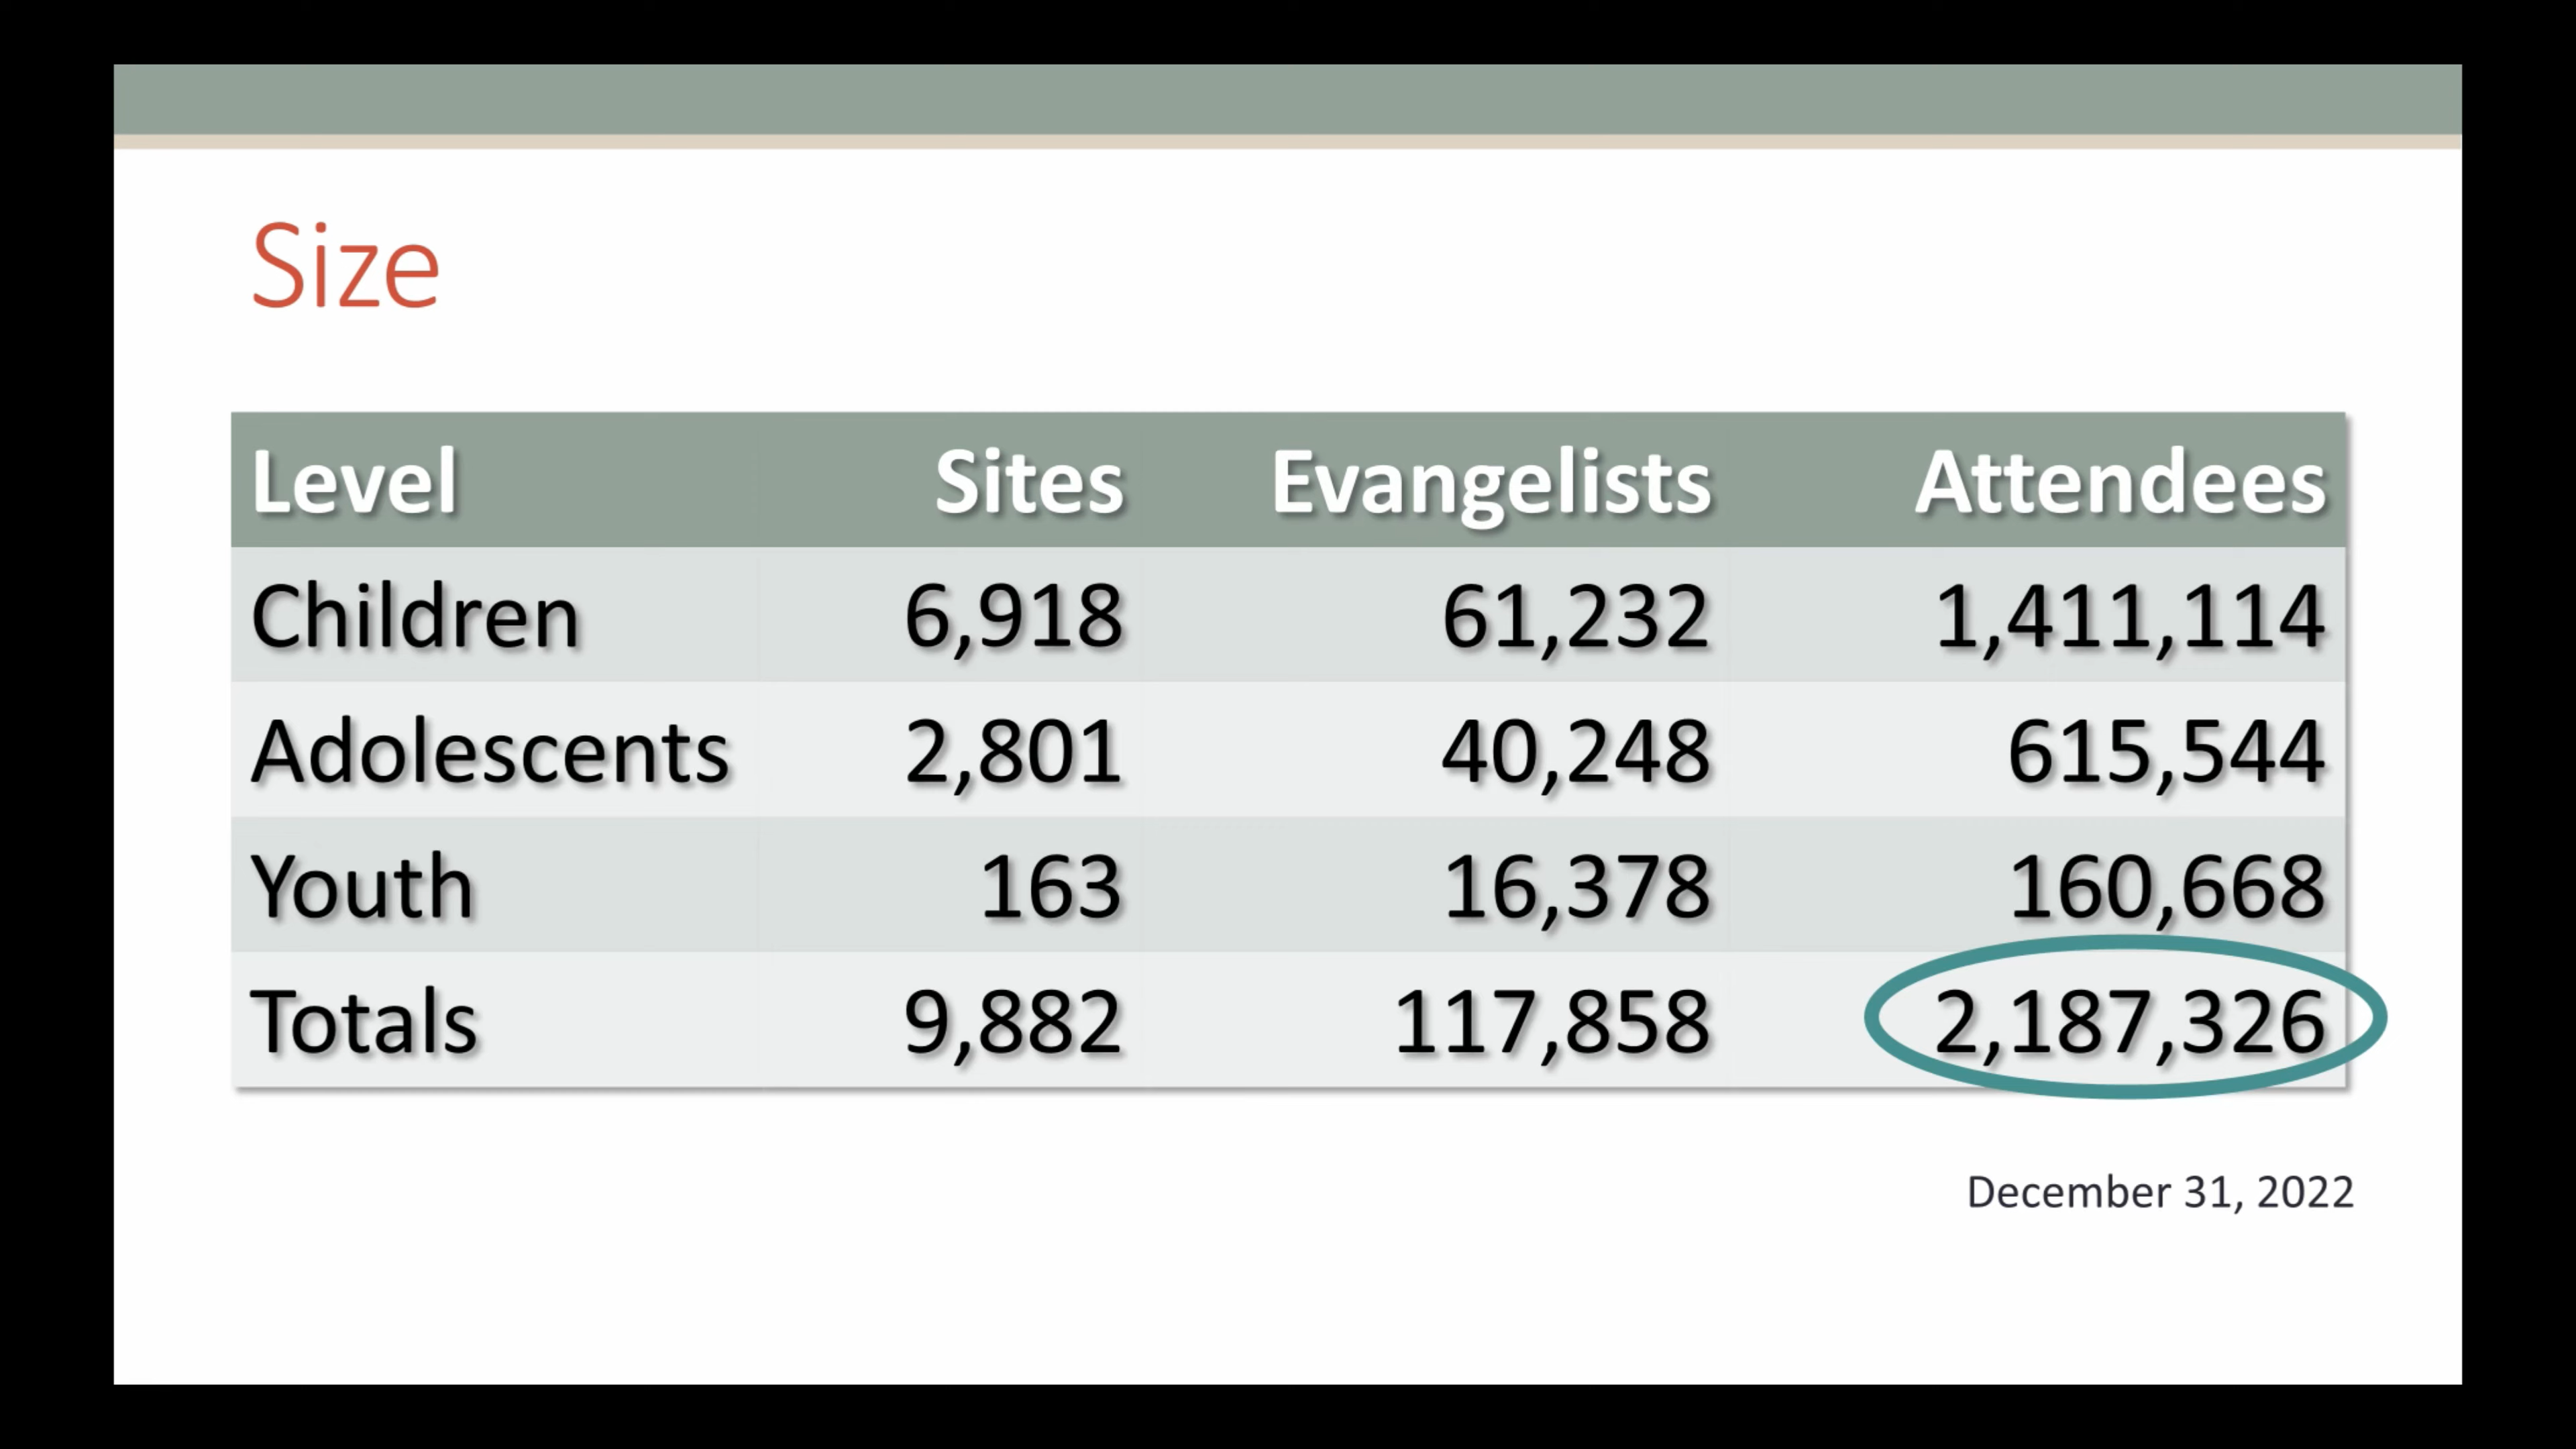 Size
Level Sites Evangelists Attendees
Children 6,918 61,232 1,411,114
Adolescents 2,801 40,248 615,544
Youth 163 16,378 160,668
Totals 9,882 117,858 2,187,326
December 31, 2022